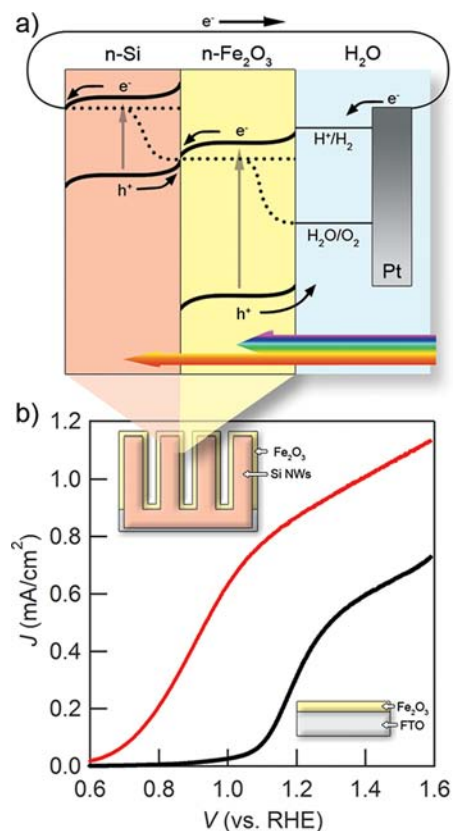 a)
e-
n-Si
n-Fe2O3
H2O
e-
e-
e-
H+/H2
h+
H2O/O2
Pt
h+
b)
1.2
1.0
0.8
0.6
0.4
0.2
0.0
J (mA/cm2)
Fe2O3
Si NWs
Fe2O3
FTO
0.6
0.8
1.0
1.2
1.4
1.6
V (vs. RHE)